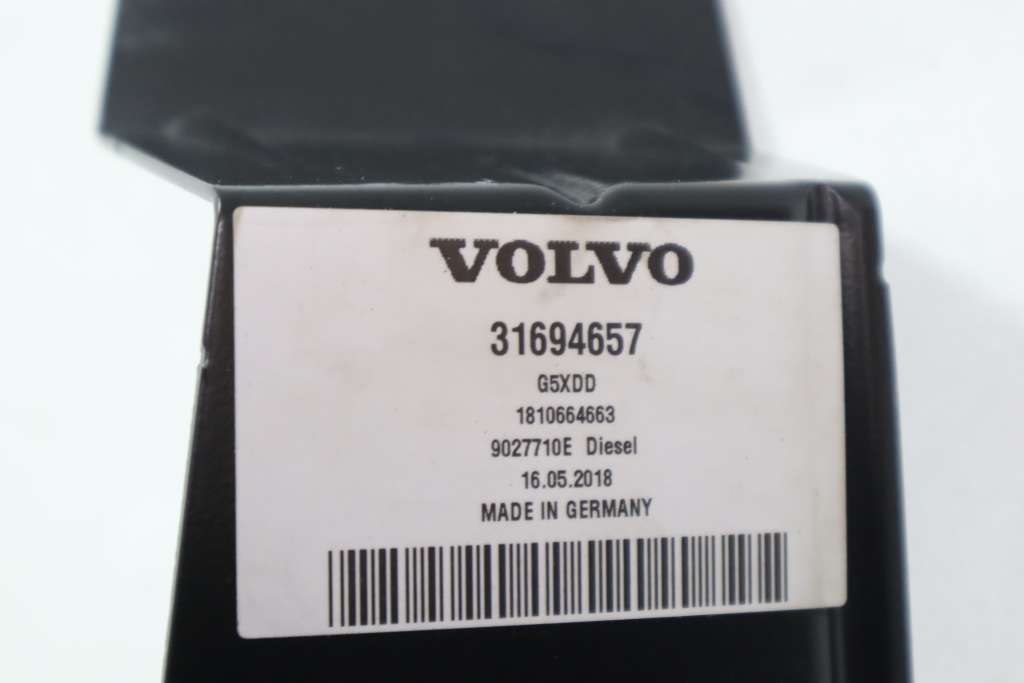 VOLVO
31694657
G5XDD
1810664663
9027710E Diesel
16.05.2018
MADE IN GERMANY